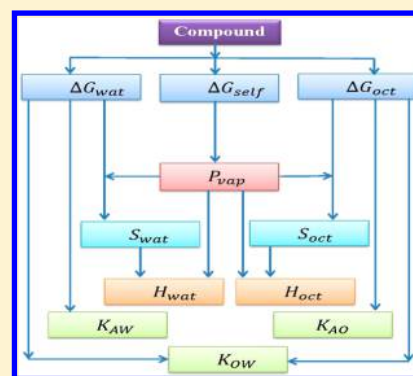 Compound
ΔG_wat ΔG_self ΔG_oct
P_vap
S_wat S_oct
H_wat H_oct
K_AW K_AO
K_OW